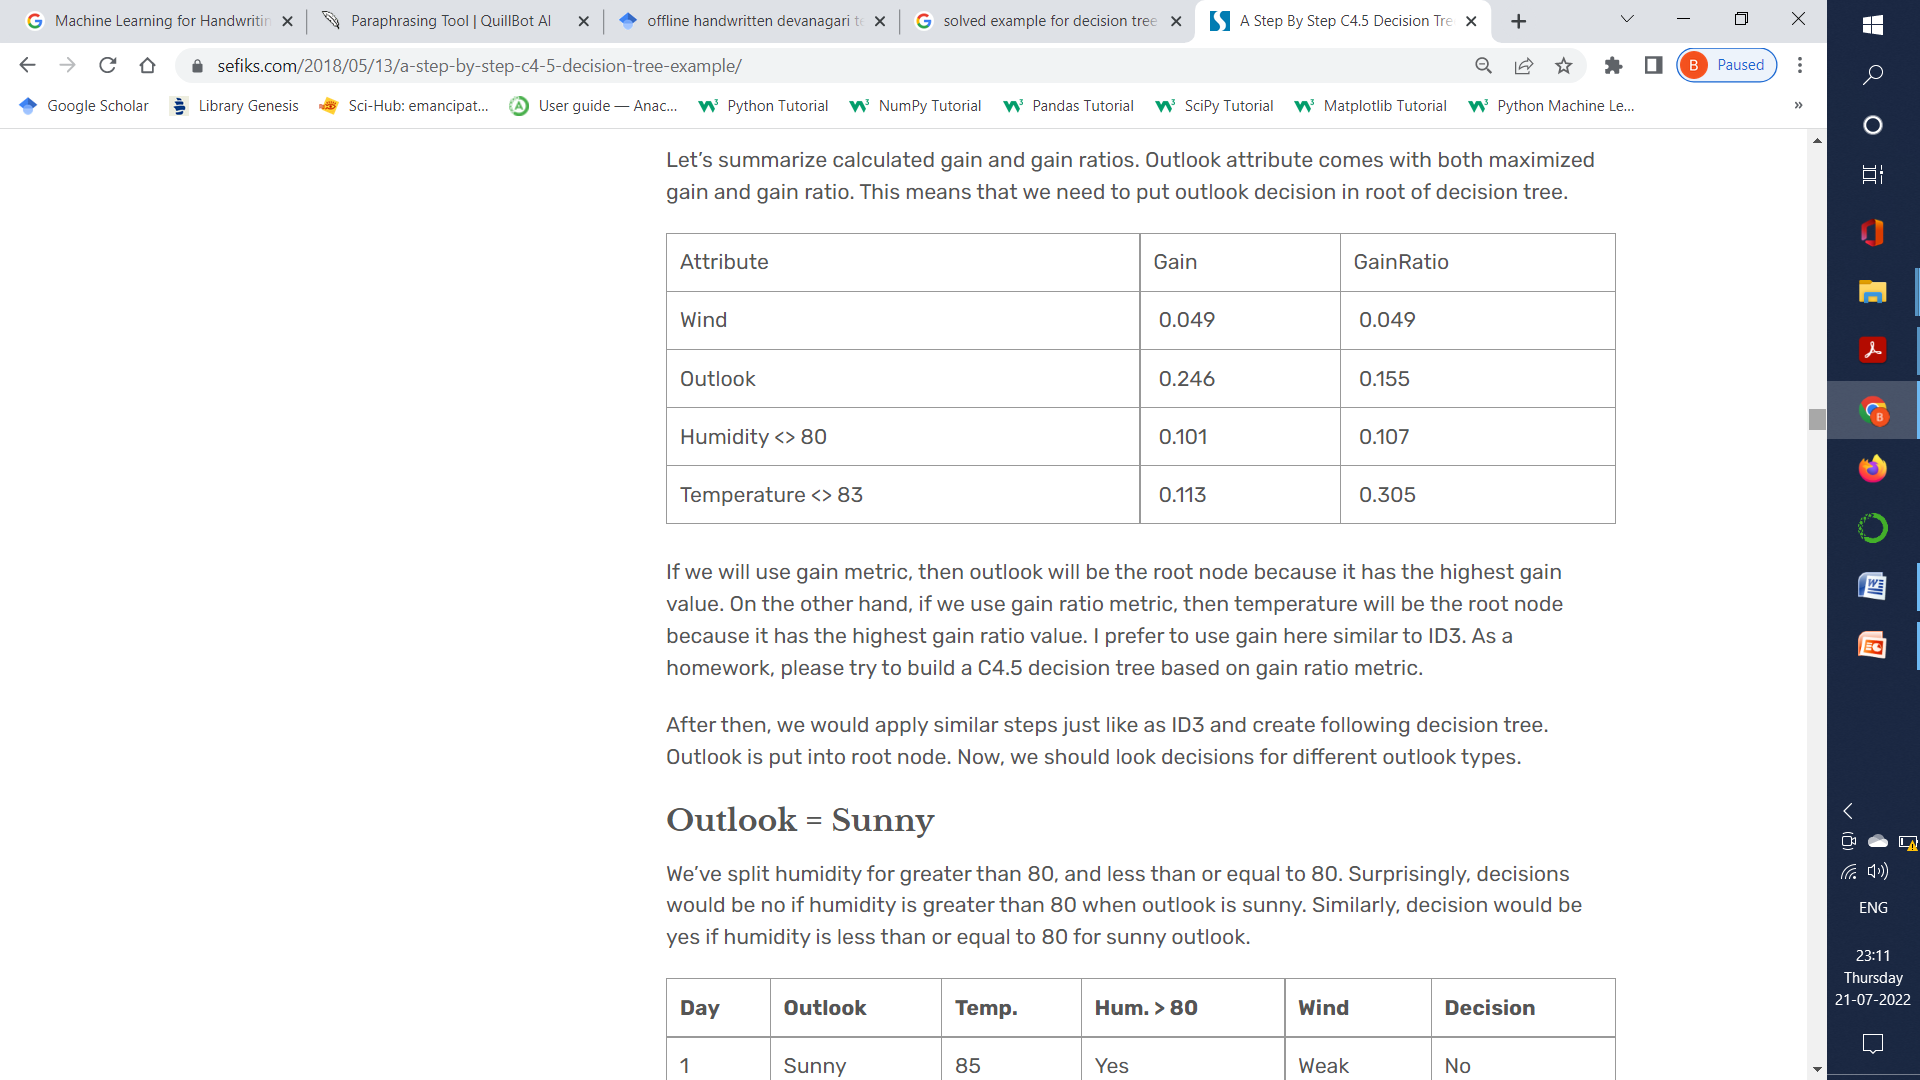 Machine Learning for Handwritin
Paraphrasing Tool | QuillBot AI
offline handwritten devanagari te
solved example for decision tree
A Step By Step C4.5 Decision Tre
sefiks.com/2018/05/13/a-step-by-step-c4-5-decision-tree-example/
B Paused
Google Scholar
Library Genesis
Sci-Hub: emancipat...
User guide — Anac...
Python Tutorial
NumPy Tutorial
Pandas Tutorial
SciPy Tutorial
Matplotlib Tutorial
Python Machine Le...
»
Let’s summarize calculated gain and gain ratios. Outlook attribute comes with both maximized
gain and gain ratio. This means that we need to put outlook decision in root of decision tree.
Attribute Gain GainRatio
Wind 0.049 0.049
Outlook 0.246 0.155
Humidity <> 80 0.101 0.107
Temperature <> 83 0.113 0.305
If we will use gain metric, then outlook will be the root node because it has the highest gain
value. On the other hand, if we use gain ratio metric, then temperature will be the root node
because it has the highest gain ratio value. I prefer to use gain here similar to ID3. As a
homework, please try to build a C4.5 decision tree based on gain ratio metric.
After then, we would apply similar steps just like as ID3 and create following decision tree.
Outlook is put into root node. Now, we should look decisions for different outlook types.
Outlook = Sunny
We’ve split humidity for greater than 80, and less than or equal to 80. Surprisingly, decisions
would be no if humidity is greater than 80 when outlook is sunny. Similarly, decision would be
yes if humidity is less than or equal to 80 for sunny outlook.
Day Outlook Temp. Hum. > 80 Wind Decision
1 Sunny 85 Yes Weak No
ENG
23:11
Thursday
21-07-2022